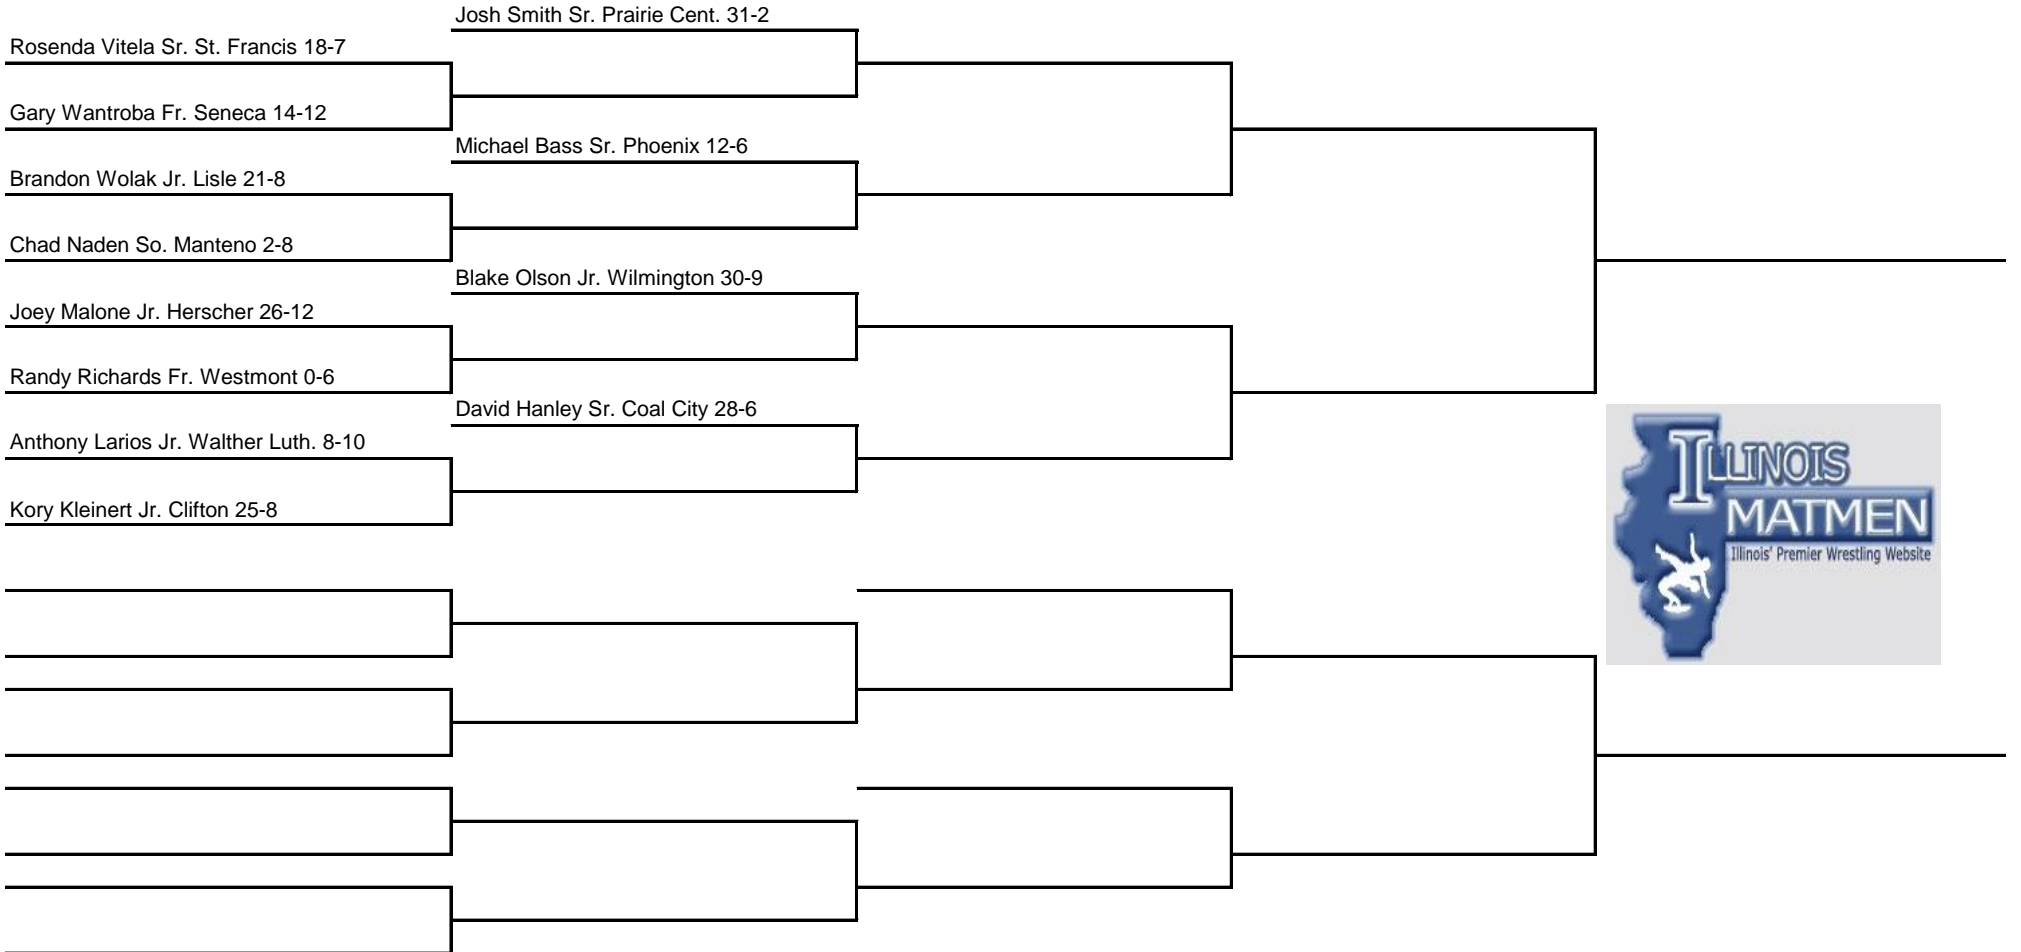 Josh Smith Sr. Prairie Cent. 31-2
Rosenda Vitela Sr. St. Francis 18-7
Gary Wantroba Fr. Seneca 14-12
Michael Bass Sr. Phoenix 12-6
Brandon Wolak Jr. Lisle 21-8
Chad Naden So. Manteno 2-8
Blake Olson Jr. Wilmington 30-9
Joey Malone Jr. Herscher 26-12
Randy Richards Fr. Westmont 0-6
David Hanley Sr. Coal City 28-6
Anthony Larios Jr. Walther Luth. 8-10
Kory Kleinert Jr. Clifton 25-8
ILLINOIS
MATMEN
Illinois' Premier Wrestling Website